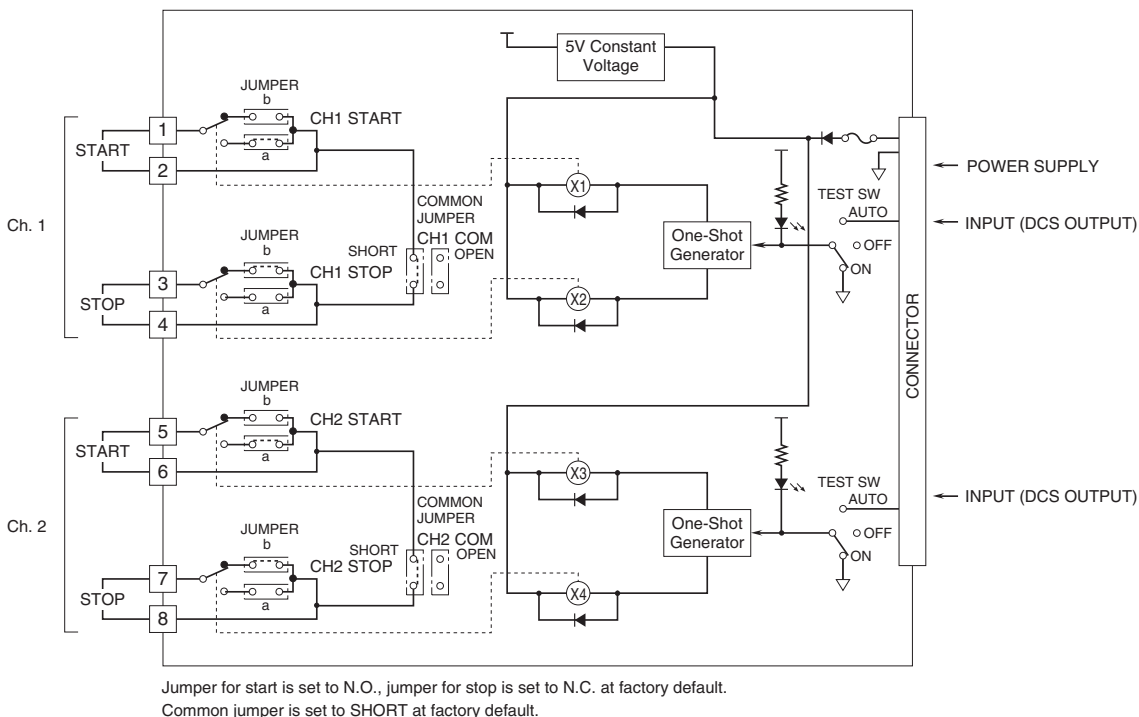 5V Constant
Voltage
JUMPER
b
CH1 START
a
1
START
2
Ch. 1
COMMON
JUMPER
SHORT
CH1 COM
OPEN
JUMPER
b
CH1 STOP
a
3
STOP
4
X1
X2
One-Shot
Generator
TEST SW
AUTO
OFF
ON
POWER SUPPLY
INPUT (DCS OUTPUT)
CONNECTOR
JUMPER
b
CH2 START
a
5
START
6
Ch. 2
COMMON
JUMPER
SHORT
CH2 COM
OPEN
JUMPER
b
CH2 STOP
a
7
STOP
8
X3
X4
One-Shot
Generator
TEST SW
AUTO
OFF
ON
INPUT (DCS OUTPUT)
Jumper for start is set to N.O., jumper for stop is set to N.C. at factory default.
Common jumper is set to SHORT at factory default.